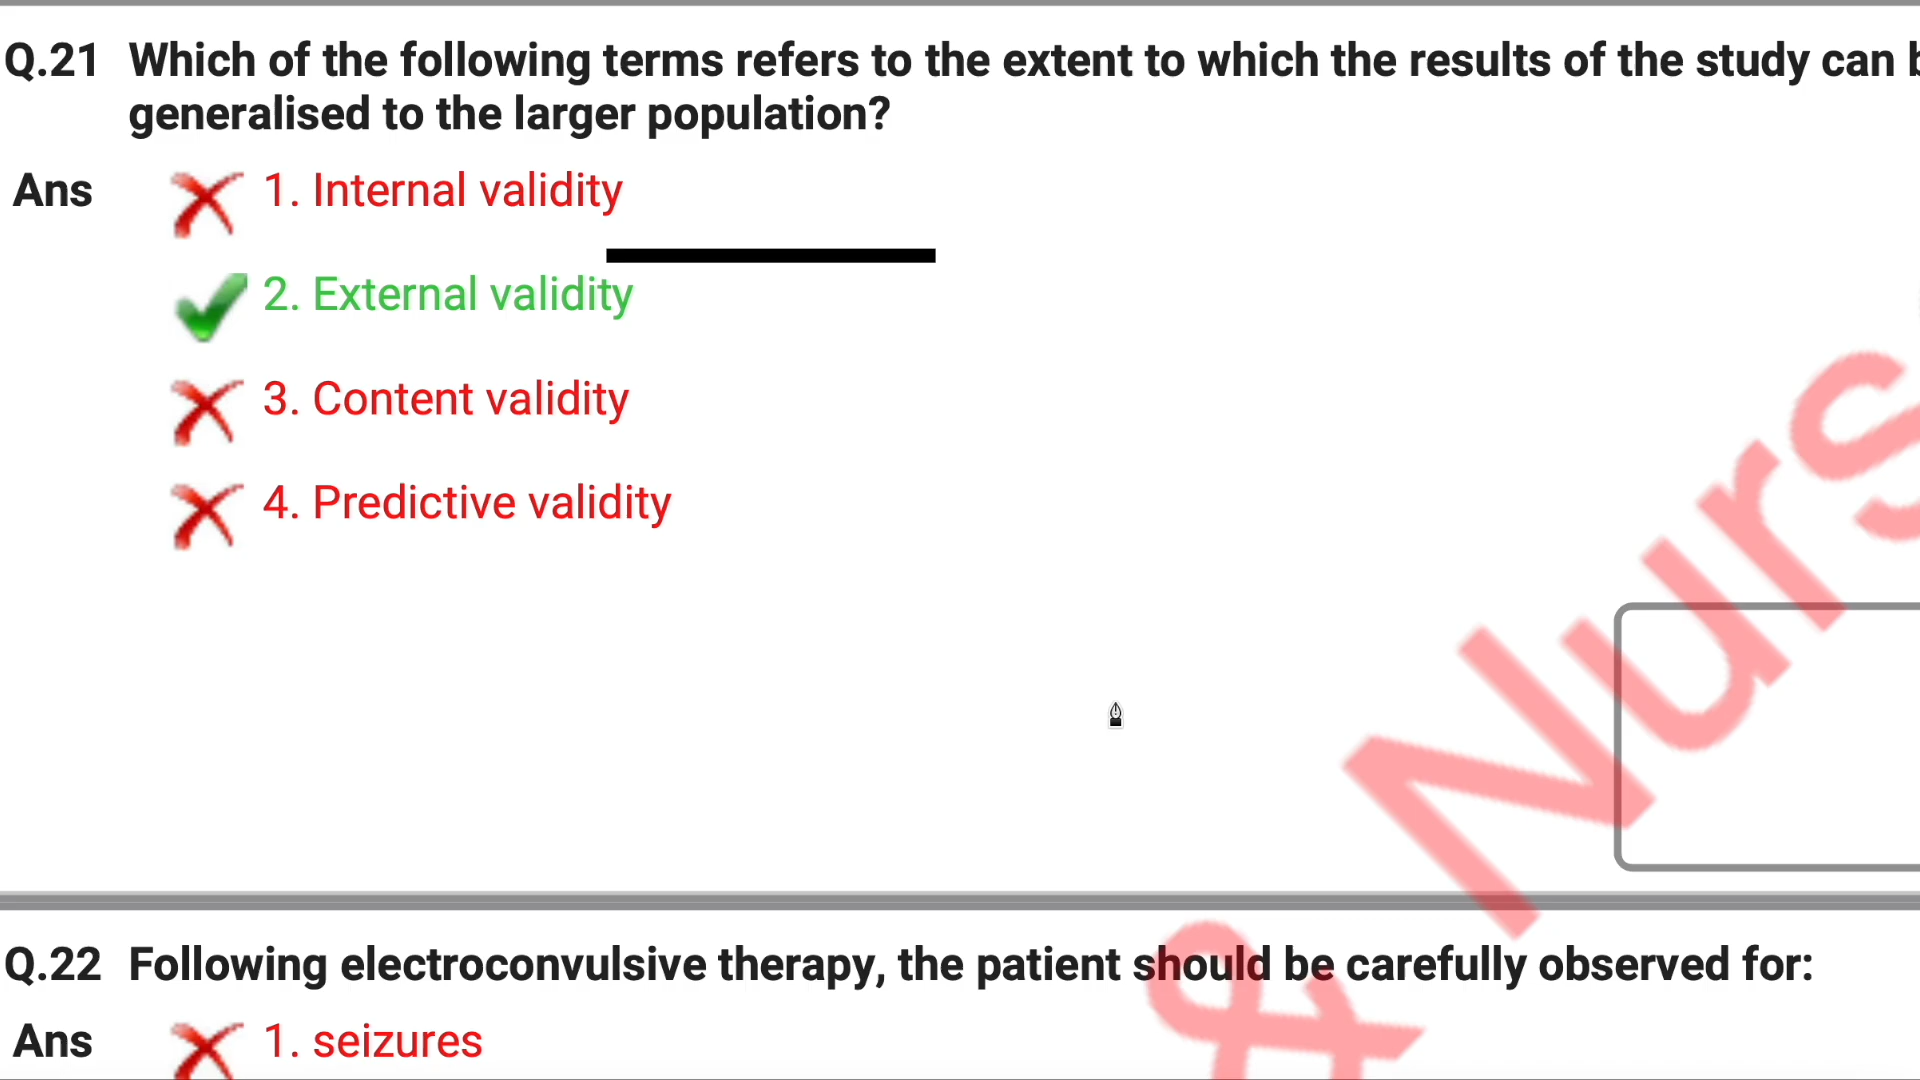 Q.21 Which of the following terms refers to the extent to which the results of the study can
generalised to the larger population?
Ans 1. Internal validity
2. External validity
3. Content validity
4. Predictive validity
Nurs
Q.22 Following electroconvulsive therapy, the patient should be carefully observed for:
&
Ans 1. seizures